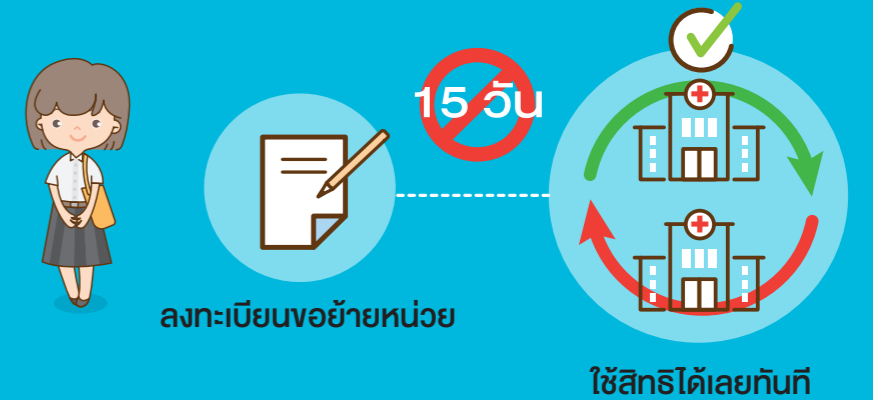 15 วัน
ลงทะเบียนขอย้ายหน่วย
ใช้สิทธิได้เลยทันที